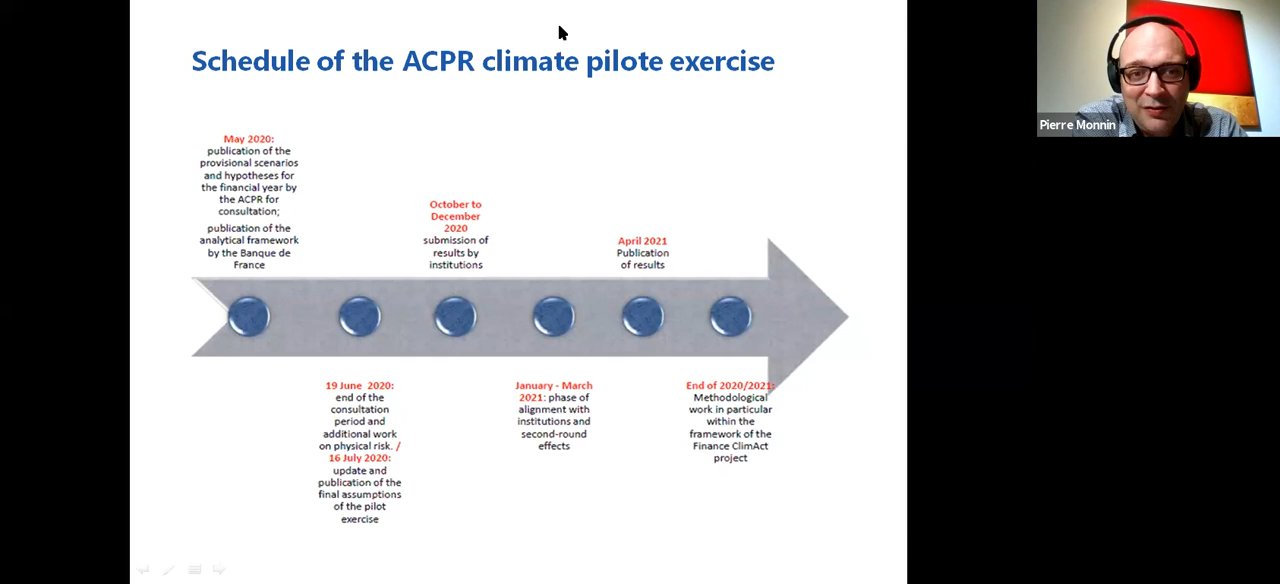 Schedule of the ACPR climate pilote exercise
Pierre Monnin
May 2020:
publication of the
provisional scenarios
and hypotheses for
the financial year by
the ACPR for
consultation;
publication of the
analytical framework
by the Banque de
France
October to
December
2020
submission of
results by
institutions
April 2021
Publication
of results
19 June 2020:
end of the
consultation
period and
additional work
on physical risk. /
16 July 2020:
update and
publication of the
final assumptions
of the pilot
exercise
January - March
2021: phase of
alignment with
institutions and
second-round
effects
End of 2020/2021:
Methodological
work in particular
within the
framework of the
Finance ClimAct
project